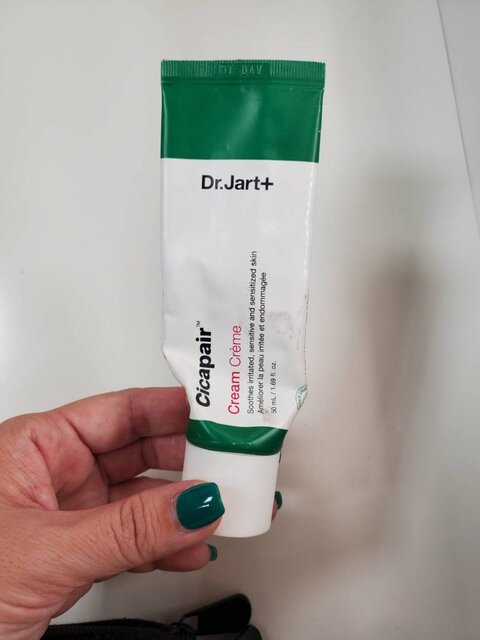 Dr.Jart+
Cicapair™
Cream Crème
Soothes irritated, sensitive and sensitized skin
Améliorer la peau irritée et endommagée
50 mL / 1.69 fl. oz.